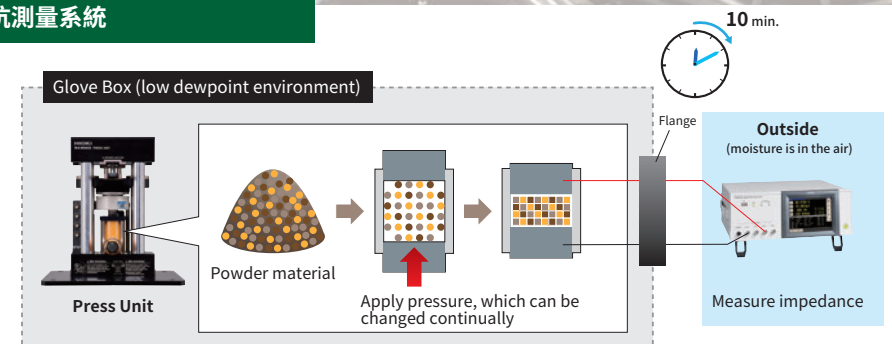 抗測量系統
10 min.
Glove Box (low dewpoint environment)
Flange
Outside
(moisture is in the air)
Powder material
Press Unit
Apply pressure, which can be
changed continually
Measure impedance